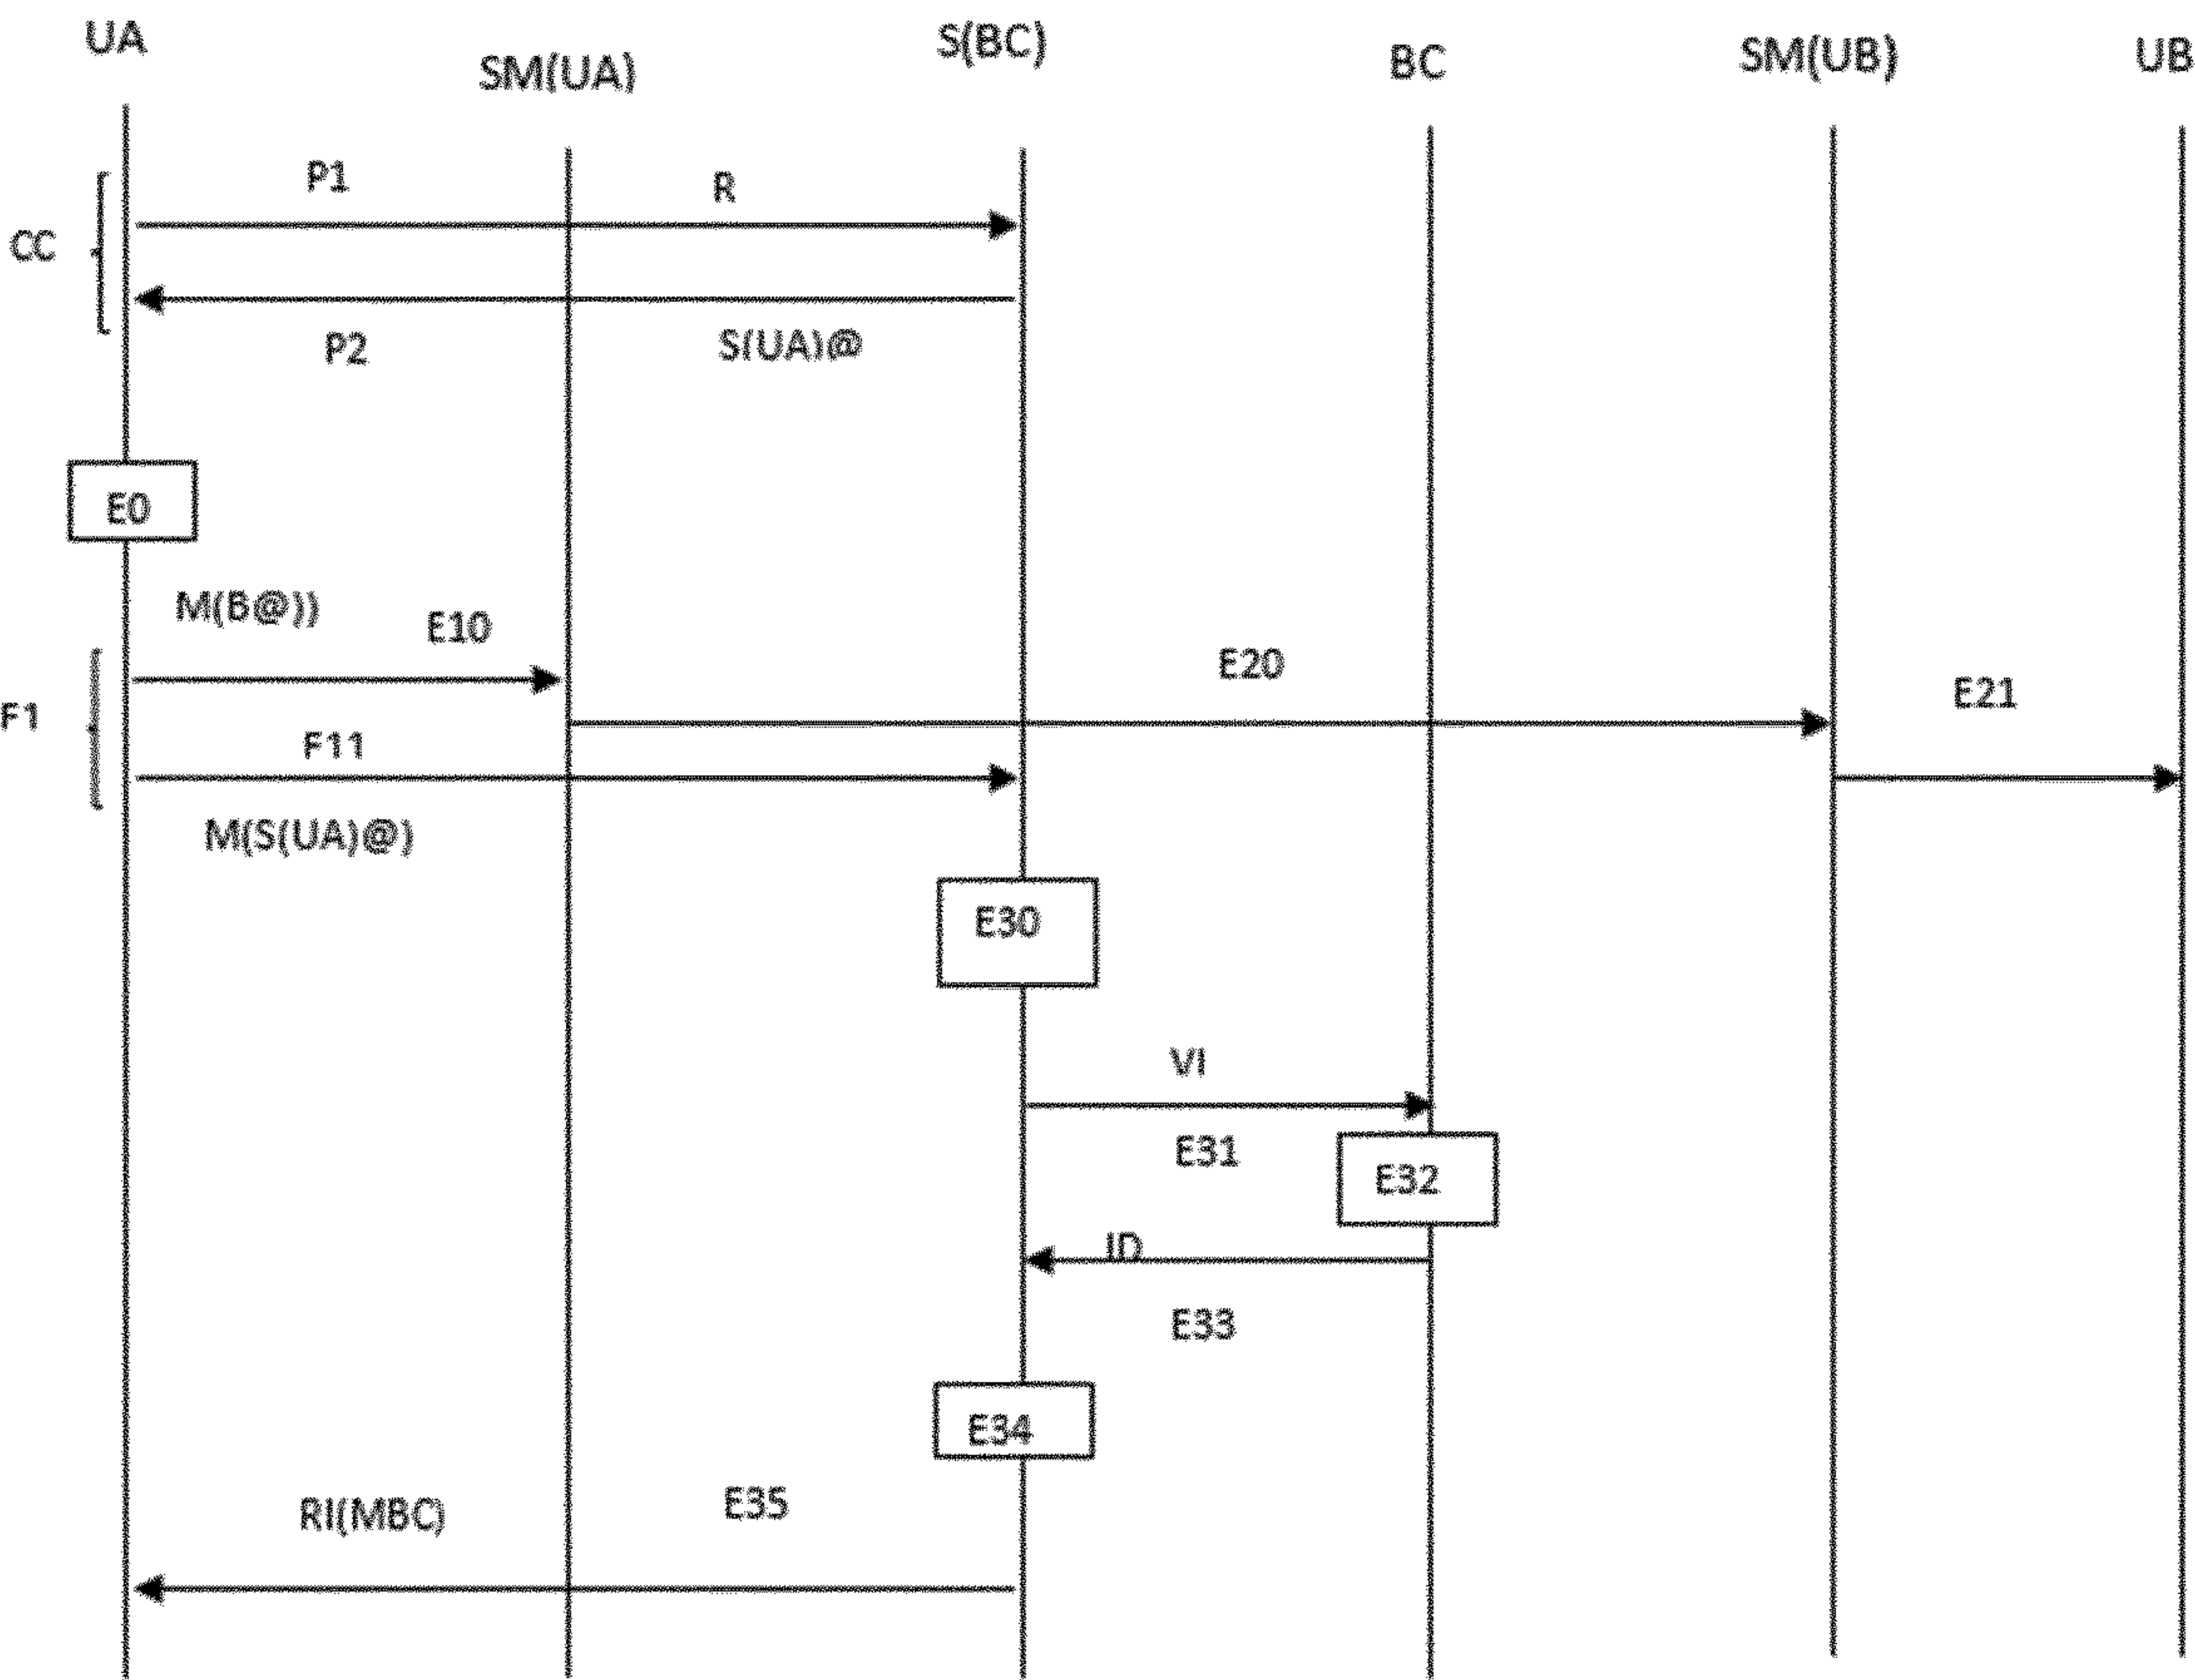 UA
SM(UA)
S(BC)
BC
SM(UB)
UB
P1
R
CC
P2
S(UA)@
E0
M(B@))
E10
E20
E21
F1
F11
M(S(UA)@)
E30
VI
E31
E32
ID
E33
E34
RI(MBC)
E35